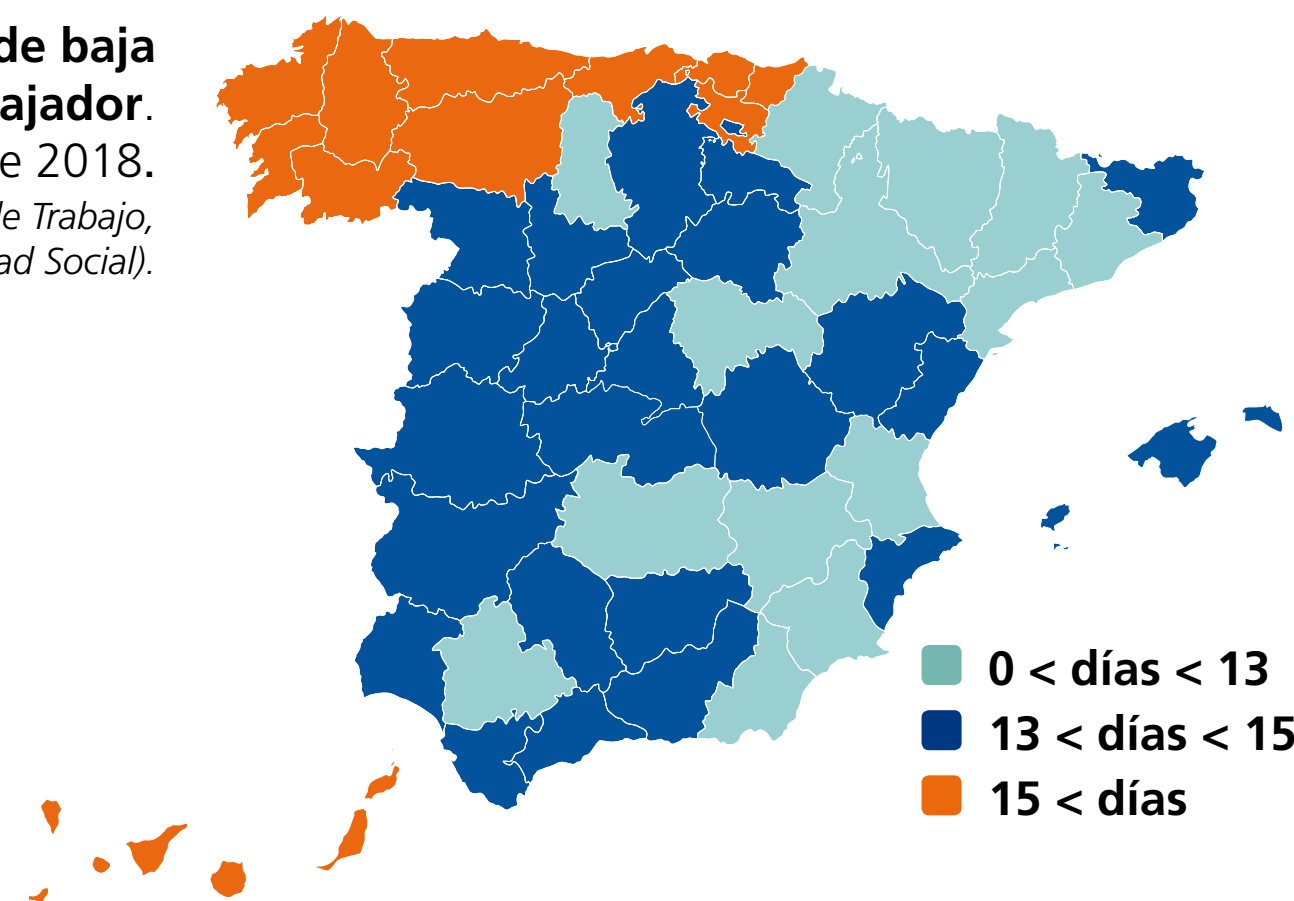 de baja
ajador.
e 2018.
de Trabajo,
ad Social).
0 < días < 13
13 < días < 15
15 < días